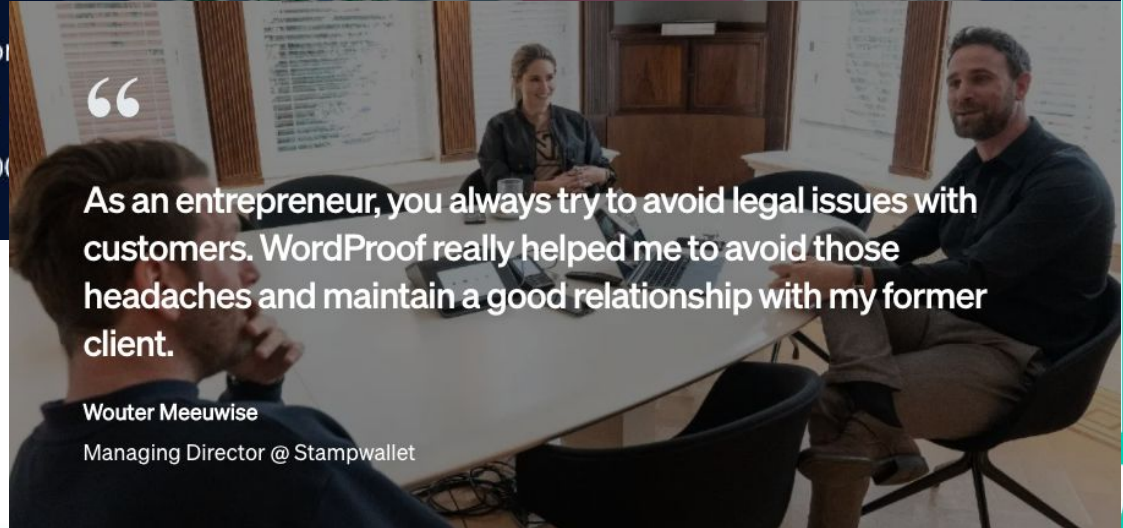 “
As an entrepreneur, you always try to avoid legal issues with
customers. WordProof really helped me to avoid those
headaches and maintain a good relationship with my former
client.
Wouter Meeuwise
Managing Director @ Stampwallet